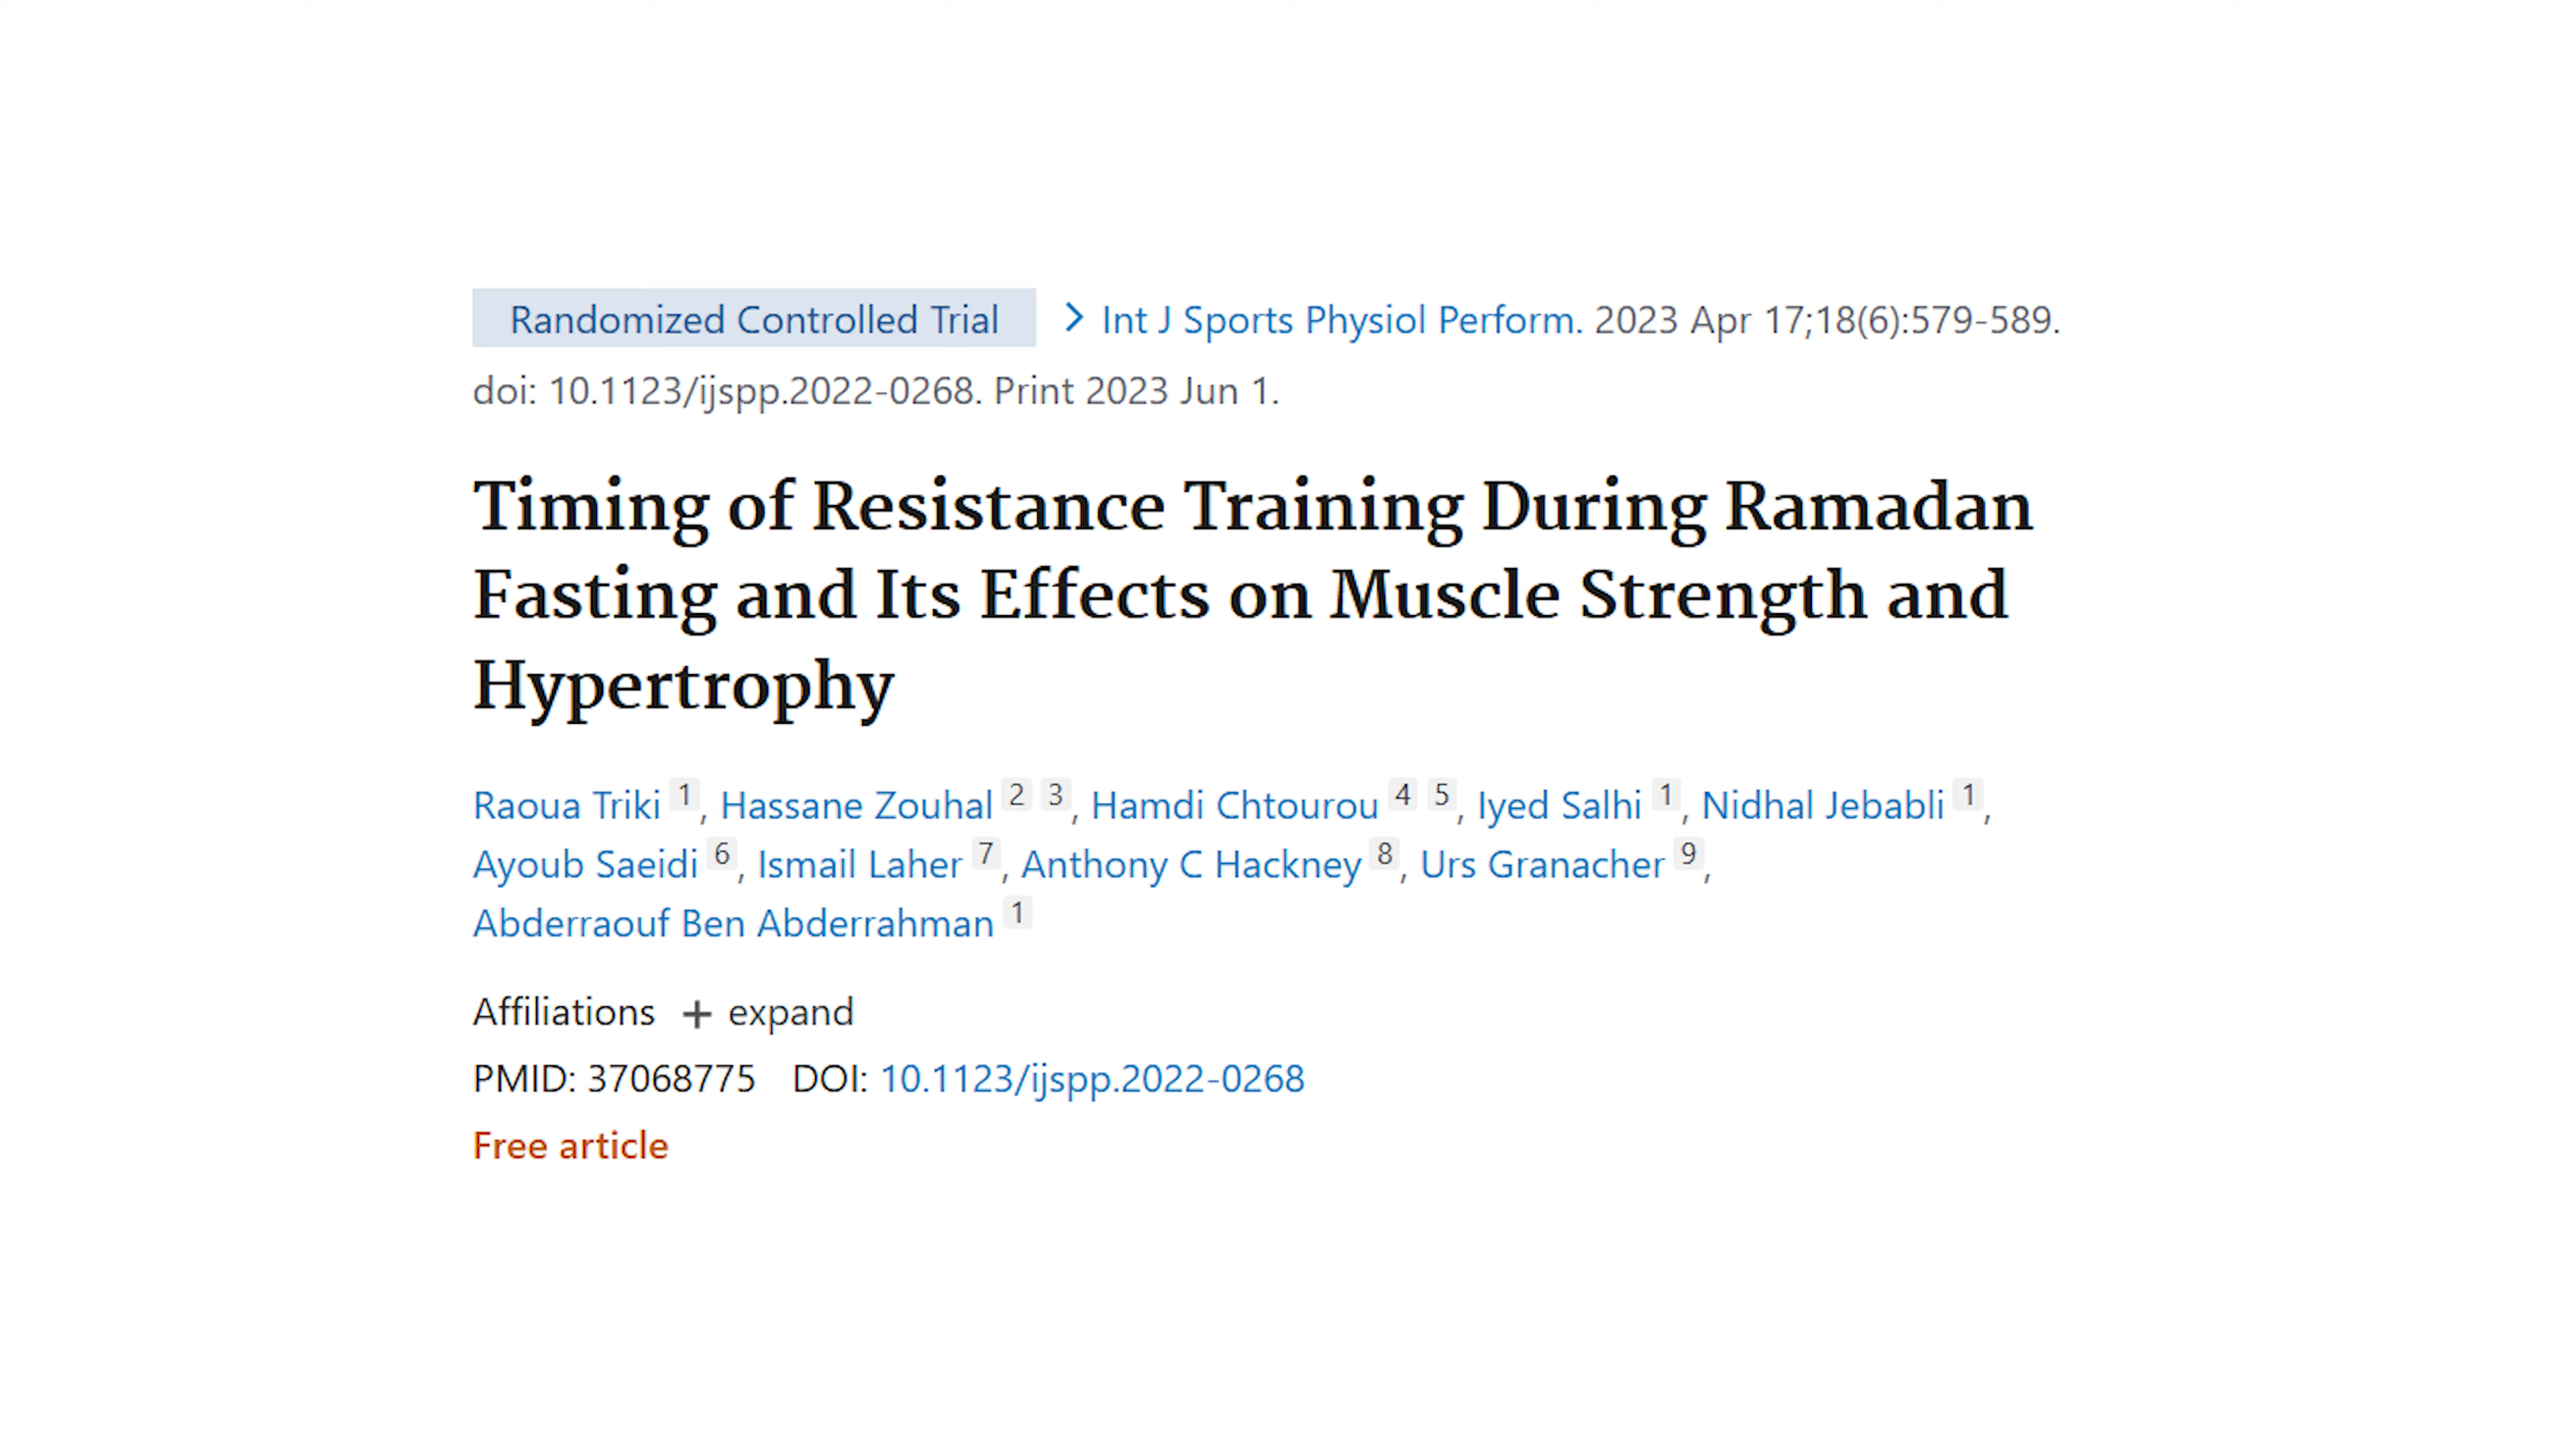 Randomized Controlled Trial > Int J Sports Physiol Perform. 2023 Apr 17;18(6):579-589.
doi: 10.1123/ijspp.2022-0268. Print 2023 Jun 1.
Timing of Resistance Training During Ramadan
Fasting and Its Effects on Muscle Strength and
Hypertrophy
Raoua Triki 1, Hassane Zouhal 2 3, Hamdi Chtourou 4 5, Iyed Salhi 1, Nidhal Jebabli 1,
Ayoub Saeidi 6, Ismail Laher 7, Anthony C Hackney 8, Urs Granacher 9,
Abderraouf Ben Abderrahman 1
Affiliations + expand
PMID: 37068775 DOI: 10.1123/ijspp.2022-0268
Free article